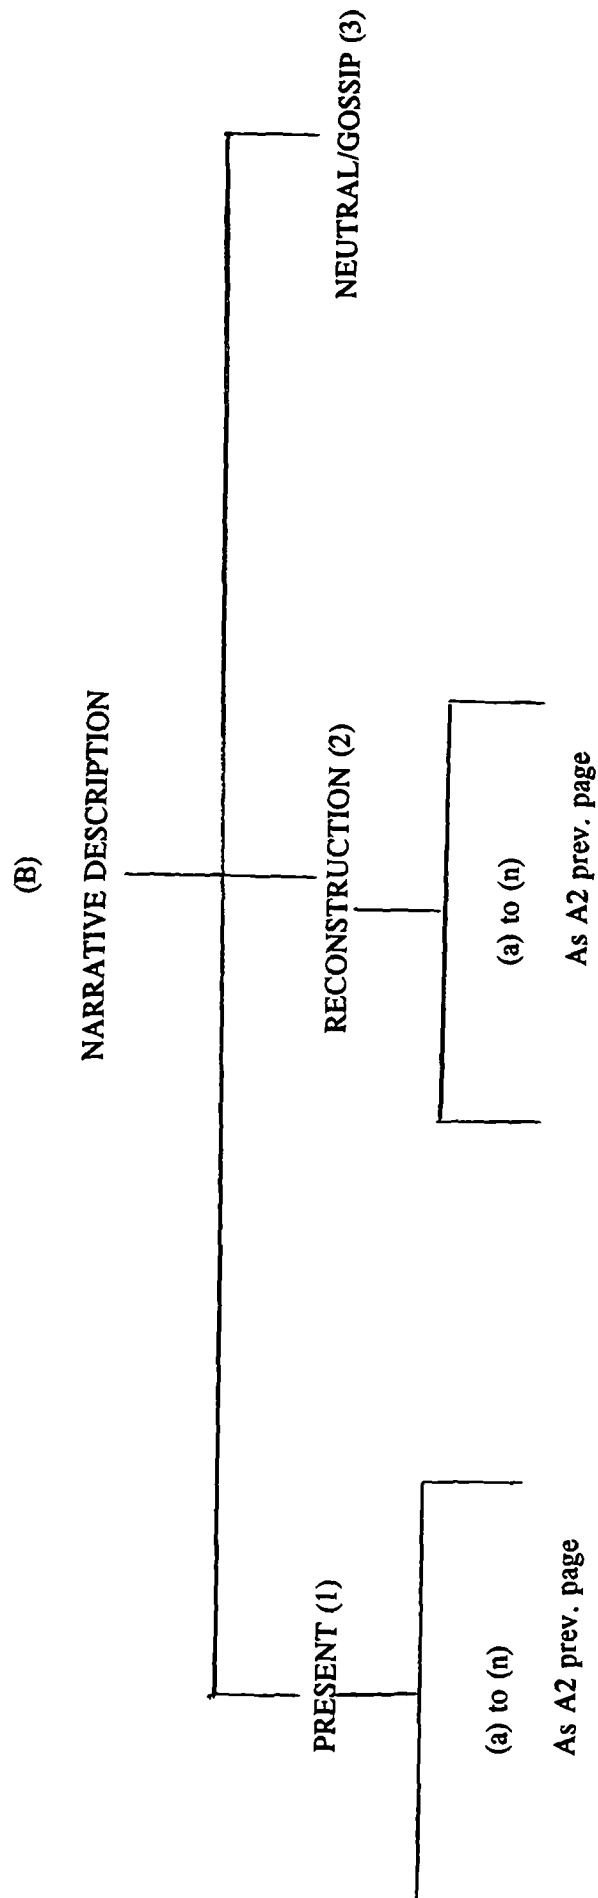 (B)
NARRATIVE DESCRIPTION
PRESENT (1)
RECONSTRUCTION (2)
NEUTRAL/GOSSIP (3)
(a) to (n)
As A2 prev. page
(a) to (n)
As A2 prev. page